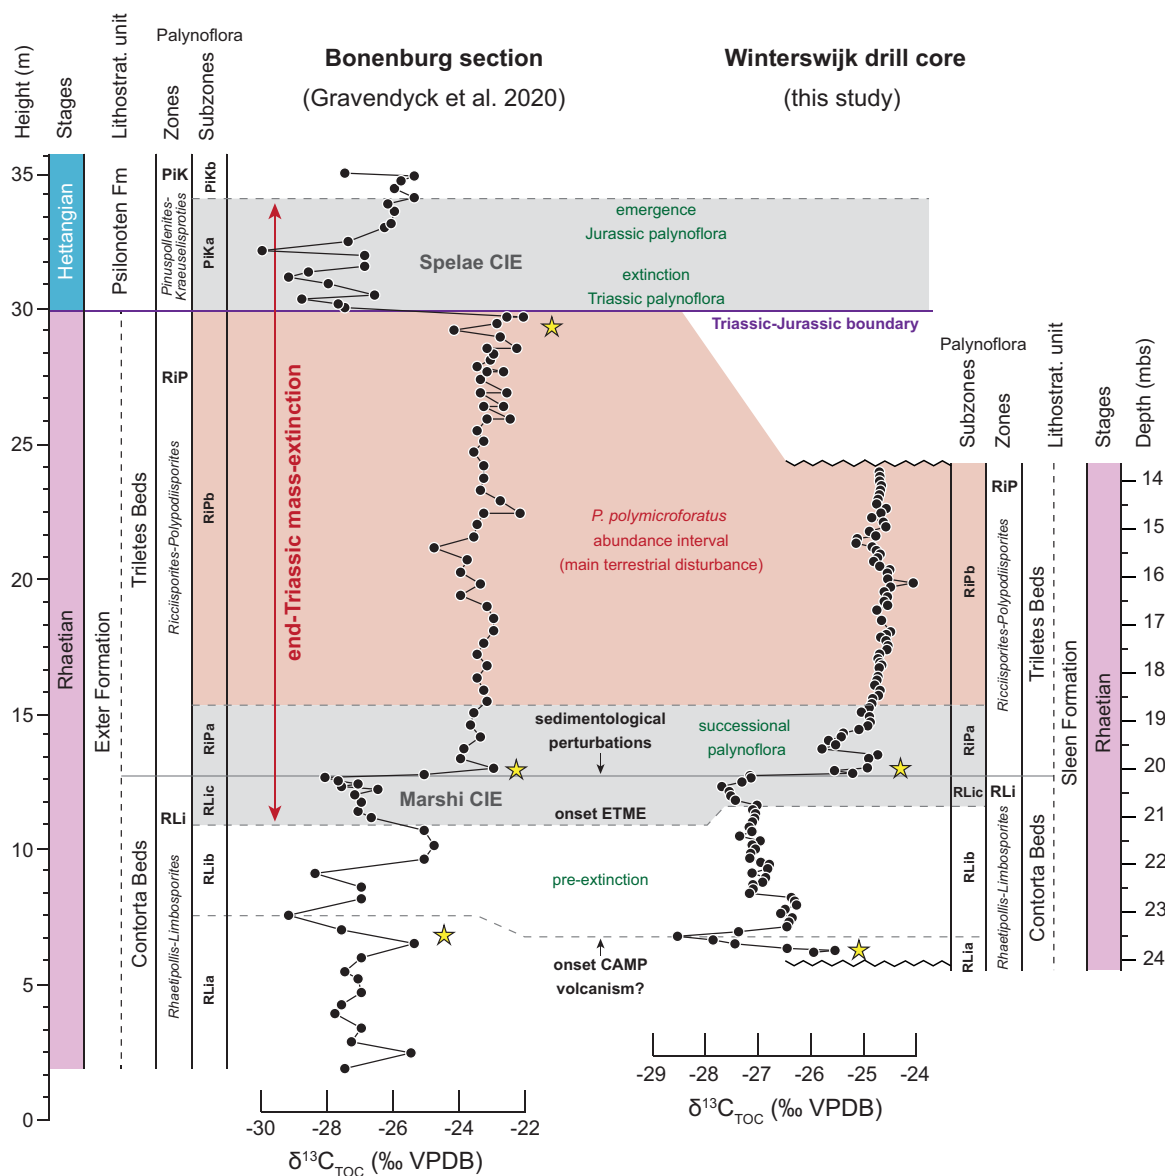 Bonenburg section
(Gravendyck et al. 2020)
Winterswijk drill core
(this study)
Height (m)
Stages
Lithostrat. unit
Palynoflora
Zones
Subzones
35
30
25
20
15
10
5
0
Hettangian
Rhaetian
Psilonoten Fm
Exter Formation
Triletes Beds
Contorta Beds
PiK
Pinuspollenites-
Kraeuselisproties
RiP
Ricciisporites-Polypodiisporites
RLi
Rhaetipollis-Limbosporites
PiKb
PiKa
RiPb
RiPa
RLic
RLib
RLia
end-Triassic mass-extinction
Spelae CIE
emergence
Jurassic palynoflora
extinction
Triassic palynoflora
Triassic-Jurassic boundary
P. polymicroforatus
abundance interval
(main terrestrial disturbance)
sedimentological
perturbations
successional
palynoflora
Marshi CIE
onset ETME
pre-extinction
onset CAMP
volcanism?
Palynoflora
Subzones
Zones
Lithostrat. unit
Stages
Depth (mbs)
RiPb
RiPa
RLic
RLib
RLia
RiP
Ricciisporites-Polypodiisporites
RLi
Rhaetipollis-Limbosporites
Triletes Beds
Contorta Beds
Sleen Formation
Rhaetian
14
15
16
17
18
19
20
21
22
23
24
-30 -28 -26 -24 -22
δ13CTOC (‰ VPDB)
-29 -28 -27 -26 -25 -24
δ13CTOC (‰ VPDB)